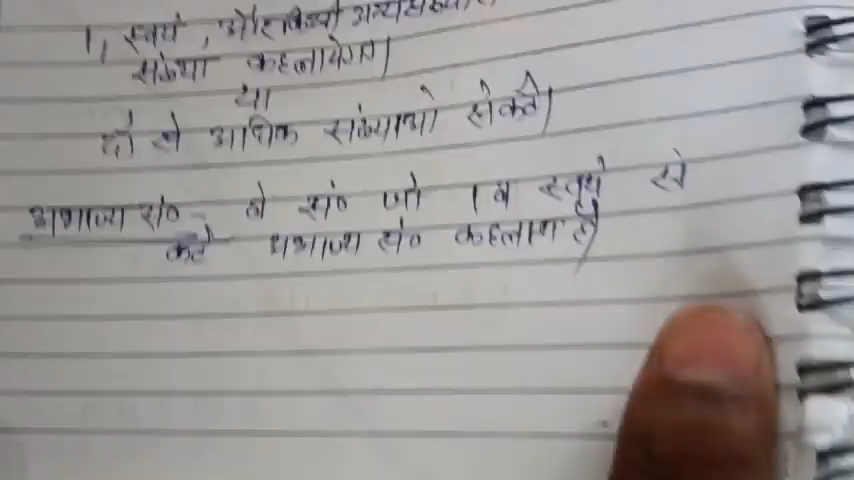 1, स्वयं, और किसी अन्य संख्या
संख्या कहलायेगा।
या
दो से अधिक संख्याओ से कटे।
अभाज्य सं० - वे सं० जो 1 व स्वयं से
कटे अभाज्य सं० कहलाता है।